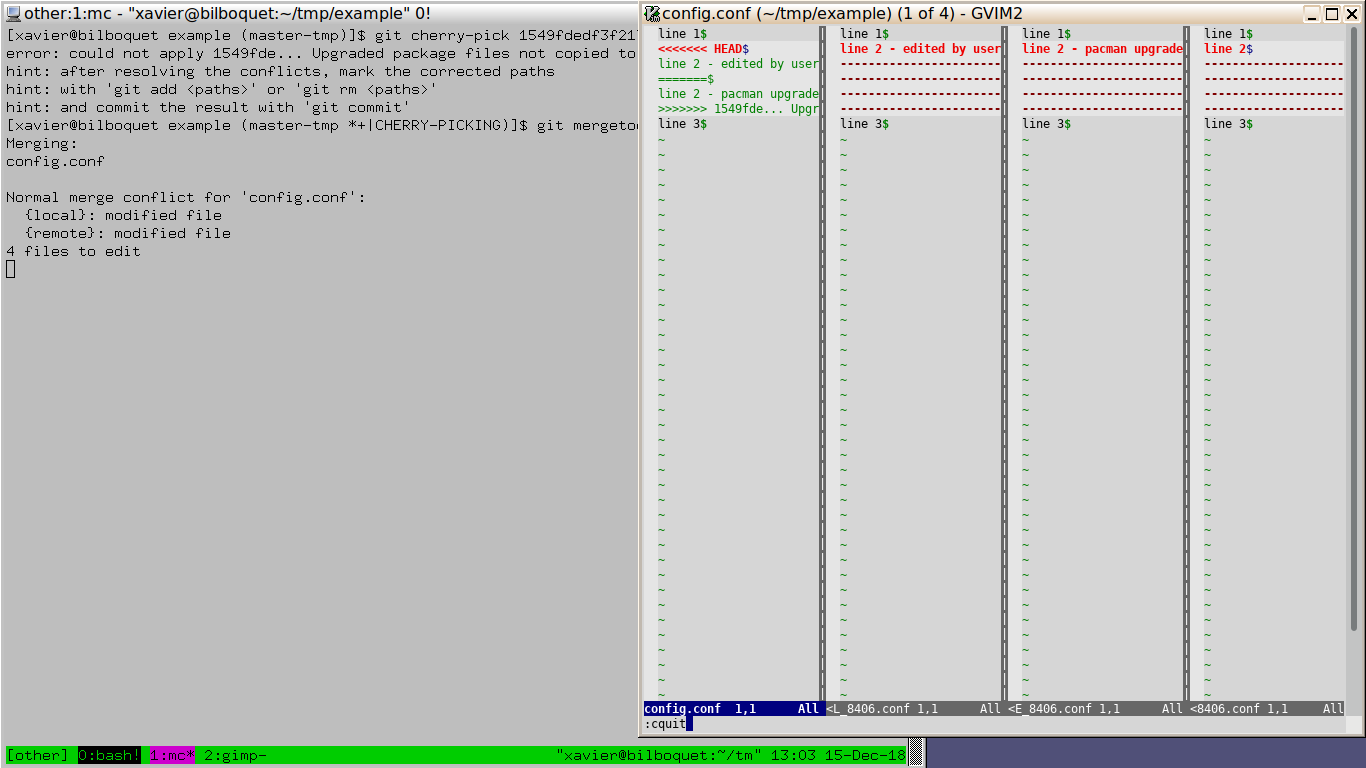 other:1:mc - "xavier@bilboquet:~/tmp/example" 0!
[xavier@bilboquet example (master-tmp)]$ git cherry-pick 1549fdedf3f21
error: could not apply 1549fde... Upgraded package files not copied to
hint: after resolving the conflicts, mark the corrected paths
hint: with 'git add <paths>' or 'git rm <paths>'
hint: and commit the result with 'git commit'
[xavier@bilboquet example (master-tmp *+|CHERRY-PICKING)]$ git mergetoo
Merging:
config.conf
Normal merge conflict for 'config.conf':
{local}: modified file
{remote}: modified file
4 files to edit
[other] 0:bash! 1:mc* 2:gimp- "xavier@bilboquet:~/tm" 13:03 15-Dec-18
config.conf (~/tmp/example) (1 of 4) - GVIM2
line 1$
<<<<<<< HEAD$
line 2 - edited by user
=======$
line 2 - pacman upgrade
>>>>>>> 1549fde... Upgr
line 3$
line 1$
line 2 - edited by user
line 3$
line 1$
line 2 - pacman upgrade
line 3$
line 1$
line 2$
line 3$
config.conf 1,1 All <L_8406.conf 1,1 All <E_8406.conf 1,1 All <8406.conf 1,1 All
:cquit